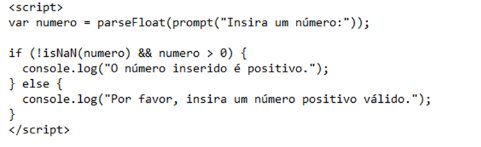 <script>
var numero = parseFloat(prompt("Insira um número:"));

if (!isNaN(numero) && numero > 0) {
  console.log("O número inserido é positivo.");
} else {
  console.log("Por favor, insira um número positivo válido.");
}
</script>